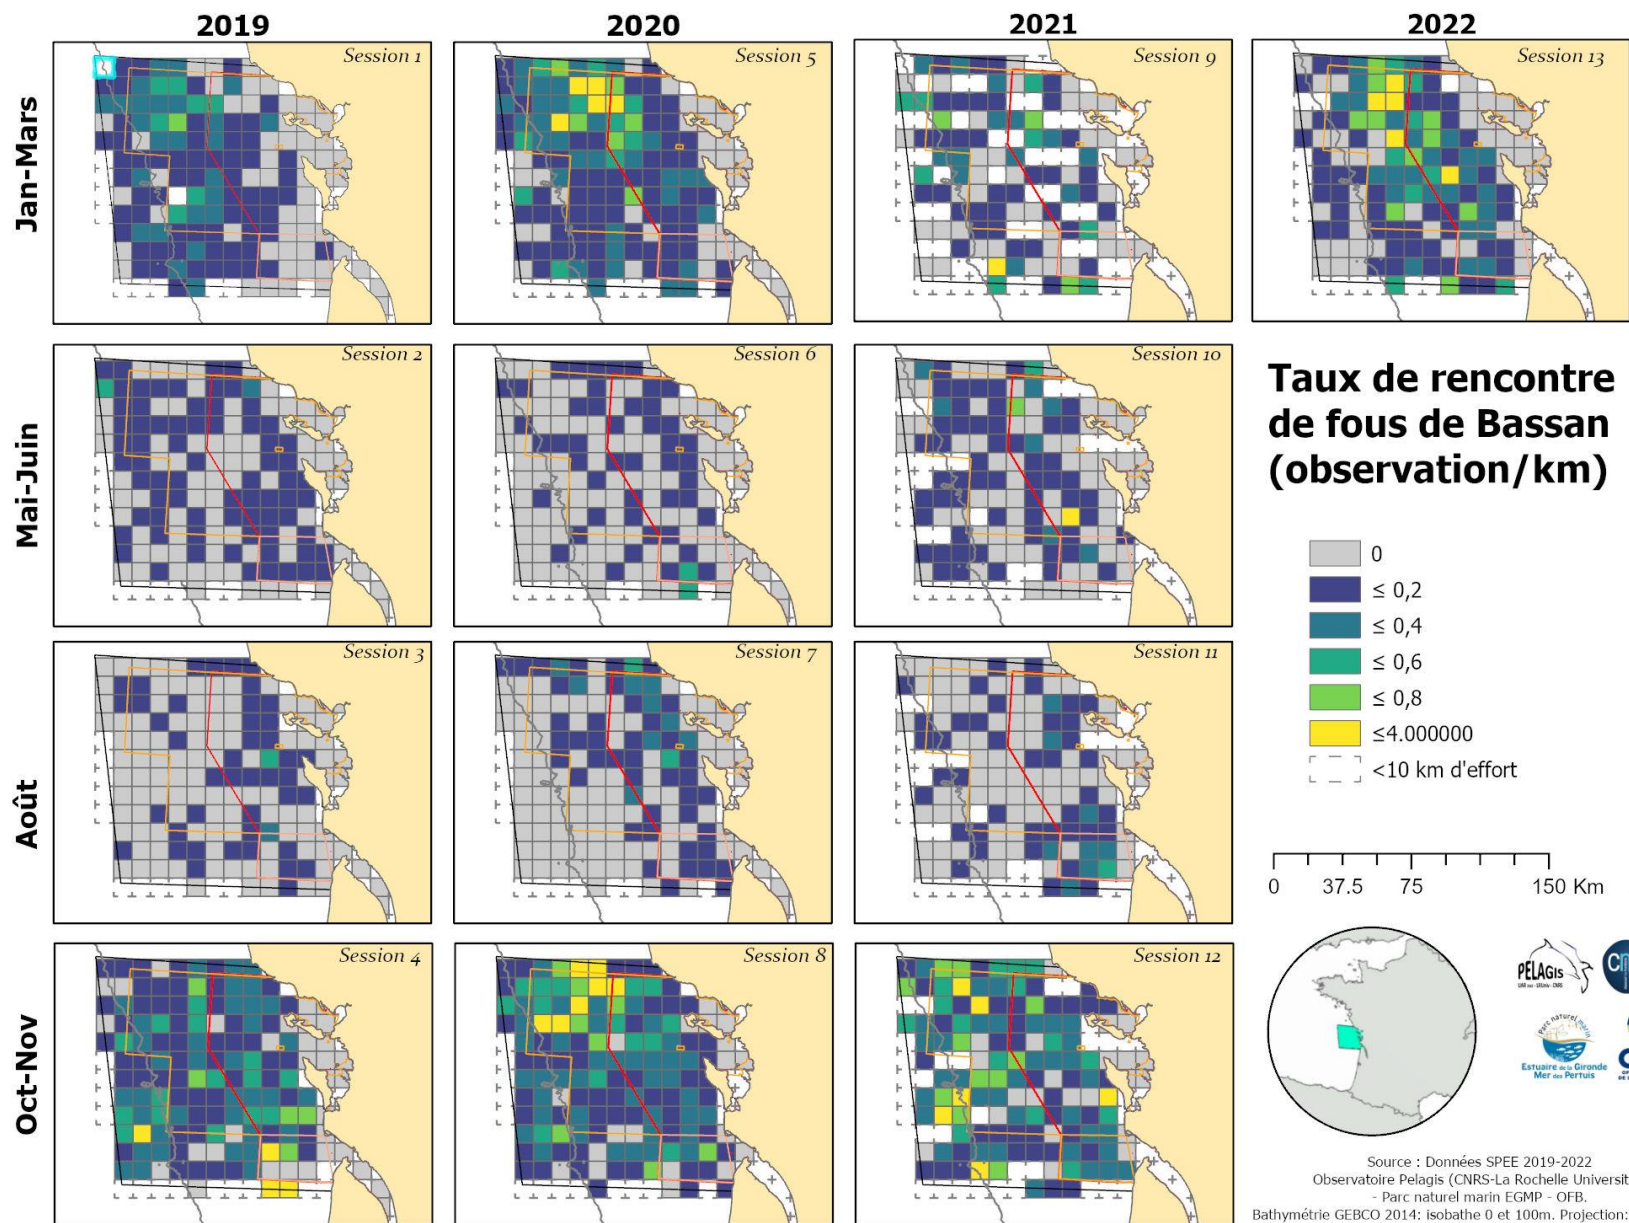 2019
2020
2021
2022
Jan-Mars
Session 1
Session 5
Session 9
Session 13
Mai-Juin
Session 2
Session 6
Session 10
Août
Session 3
Session 7
Session 11
Oct-Nov
Session 4
Session 8
Session 12
Taux de rencontre
de fous de Bassan
(observation/km)
0
≤ 0,2
≤ 0,4
≤ 0,6
≤ 0,8
≤4.000000
<10 km d'effort
0 37.5 75 150 Km
PELAGIS
Parc naturel marin
Estuaire de la Gironde
Mer des Pertuis
Source : Données SPEE 2019-2022
Observatoire Pelagis (CNRS-La Rochelle Universit
- Parc naturel marin EGMP - OFB.
Bathymétrie GEBCO 2014: isobathe 0 et 100m. Projection: